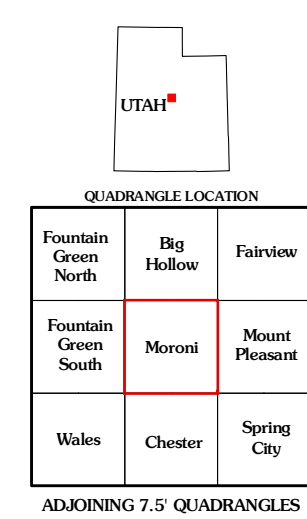 UTAH
QUADRANGLE LOCATION
Fountain
Green
North
Big
Hollow
Fairview
Fountain
Green
South
Moroni
Mount
Pleasant
Wales
Chester
Spring
City
ADJOINING 7.5' QUADRANGLES